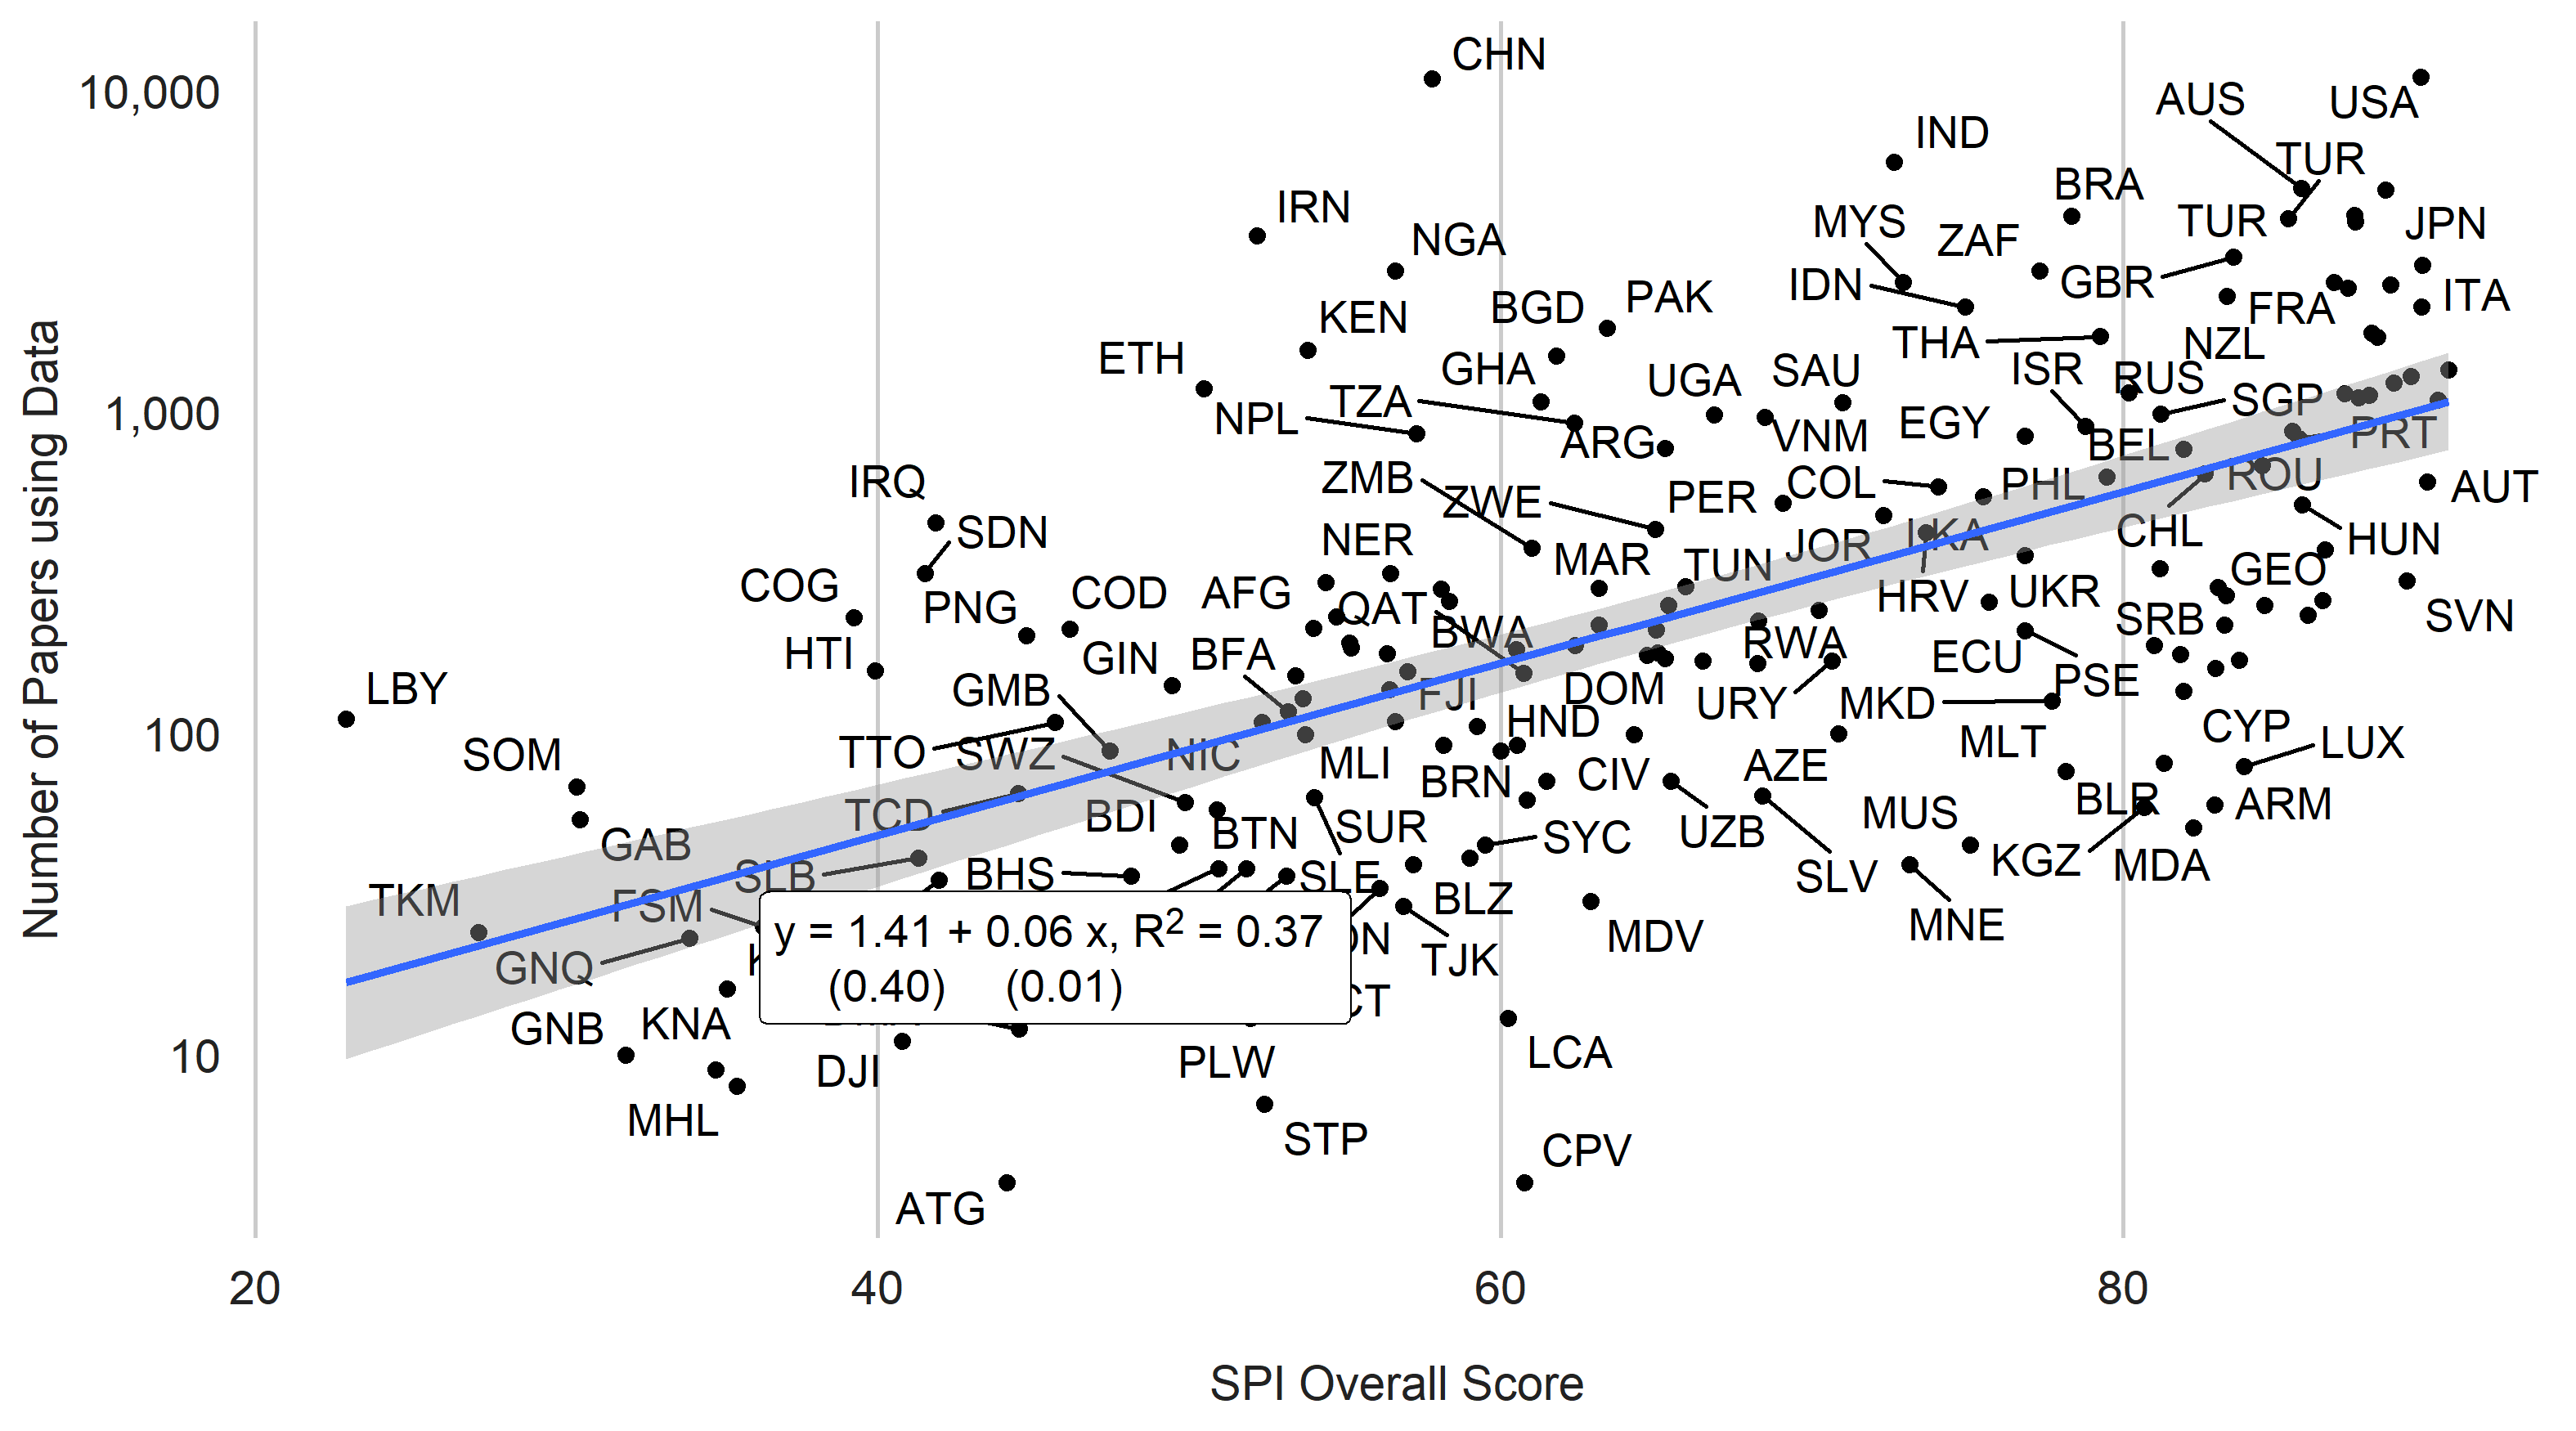 CHN
10,000
AUS
USA
IND
TUR
BRA
IRN
MYS
ZAF
TUR
JPN
NGA
IDN
GBR
BGD
PAK
ITA
KEN
FRA
THA
NZL
ETH
GHA
UGA
SAU
ISR
RUS
1,000
NPL
TZA
EGY
SGP
ARG
VNM
BEL
PRT
IRQ
ZMB
ZWE
PER
COL
PHL
ROU
AUT
SDN
NER
MAR
JOR
LKA
CHL
HUN
COG
PNG
COD
AFG
QAT
TUN
HRV
UKR
GEO
HTI
GIN
BFA
BWA
RWA
ECU
SRB
SVN
LBY
GMB
FJI
DOM
URY
MKD
PSE
100
SOM
TTO
SWZ
NIC
MLI
HND
MLT
CYP
LUX
BRN
CIV
AZE
TCD
BDI
BTN
SUR
SYC
UZB
MUS
BLR
ARM
GAB
SLB
BHS
SLE
SLV
KGZ
MDA
TKM
FSM
BLZ
MNE
y = 1.41 + 0.06 x, R² = 0.37
(0.40) (0.01)
GNQ
TJK
MDV
GNB
KNA
10
DJI
PLW
LCA
MHL
STP
CPV
ATG
20 40 60 80
SPI Overall Score
Number of Papers using Data